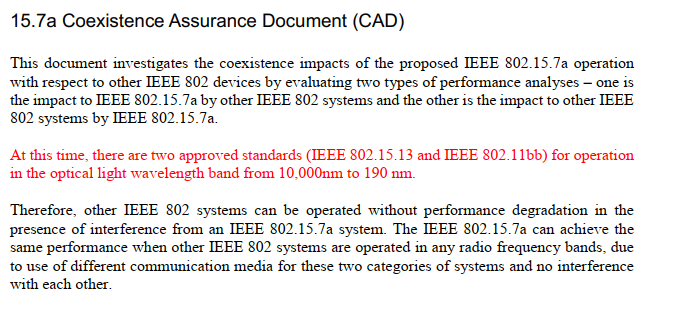 15.7a Coexistence Assurance Document (CAD)
This document investigates the coexistence impacts of the proposed IEEE 802.15.7a operation
with respect to other IEEE 802 devices by evaluating two types of performance analyses – one is
the impact to IEEE 802.15.7a by other IEEE 802 systems and the other is the impact to other IEEE
802 systems by IEEE 802.15.7a.
At this time, there are two approved standards (IEEE 802.15.13 and IEEE 802.11bb) for operation
in the optical light wavelength band from 10,000nm to 190 nm.
Therefore, other IEEE 802 systems can be operated without performance degradation in the
presence of interference from an IEEE 802.15.7a system. The IEEE 802.15.7a can achieve the
same performance when other IEEE 802 systems are operated in any radio frequency bands, due
to use of different communication media for these two categories of systems and no interference
with each other.